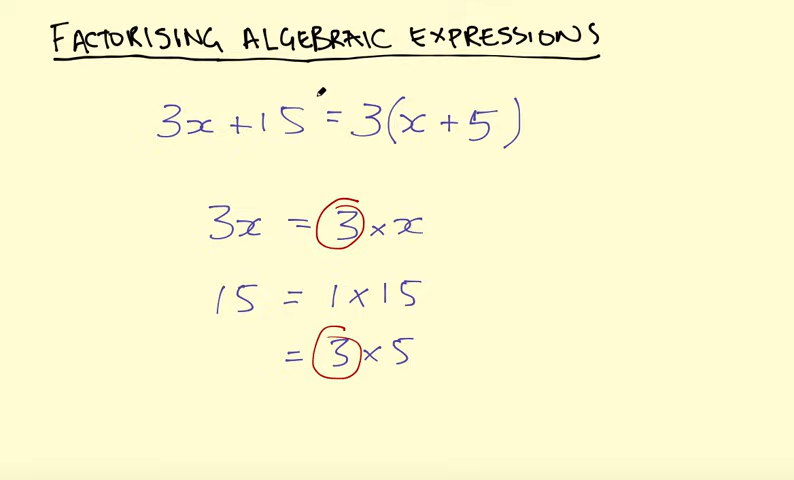 FACTORISING ALGEBRAIC EXPRESSIONS
3x + 15 = 3(x + 5)
3x = 3 × x
15 = 1 × 15
= 3 × 5